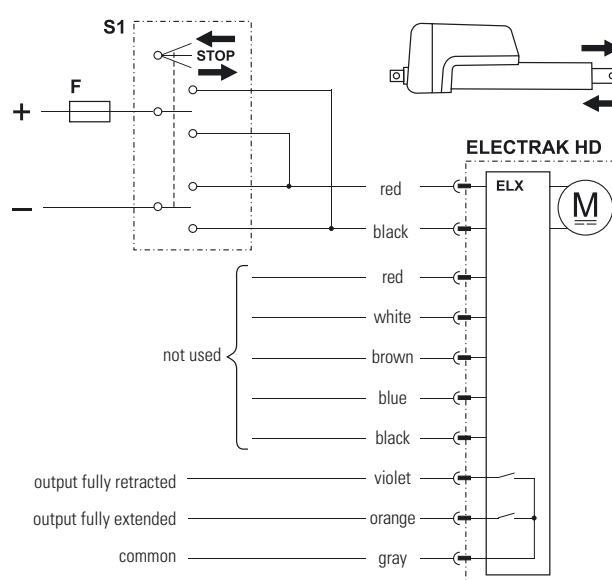 S1
STOP
F
+
–
ELECTRAK HD
ELX
M
red
black
red
white
not used
brown
blue
black
output fully retracted
violet
output fully extended
orange
common
gray